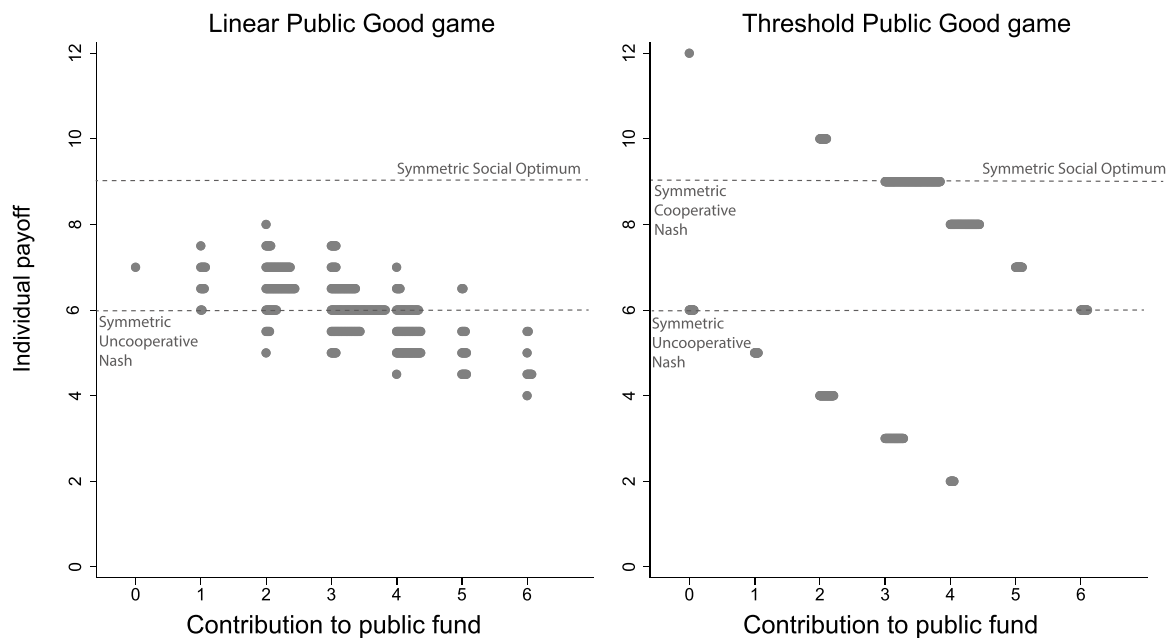 Linear Public Good game
Individual payoff
12
10
8
6
4
2
0
Symmetric Social Optimum
Symmetric
Uncooperative
Nash
0 1 2 3 4 5 6
Contribution to public fund
Threshold Public Good game
12
10
8
6
4
2
0
Symmetric Social Optimum
Symmetric
Cooperative
Nash
Symmetric
Uncooperative
Nash
0 1 2 3 4 5 6
Contribution to public fund